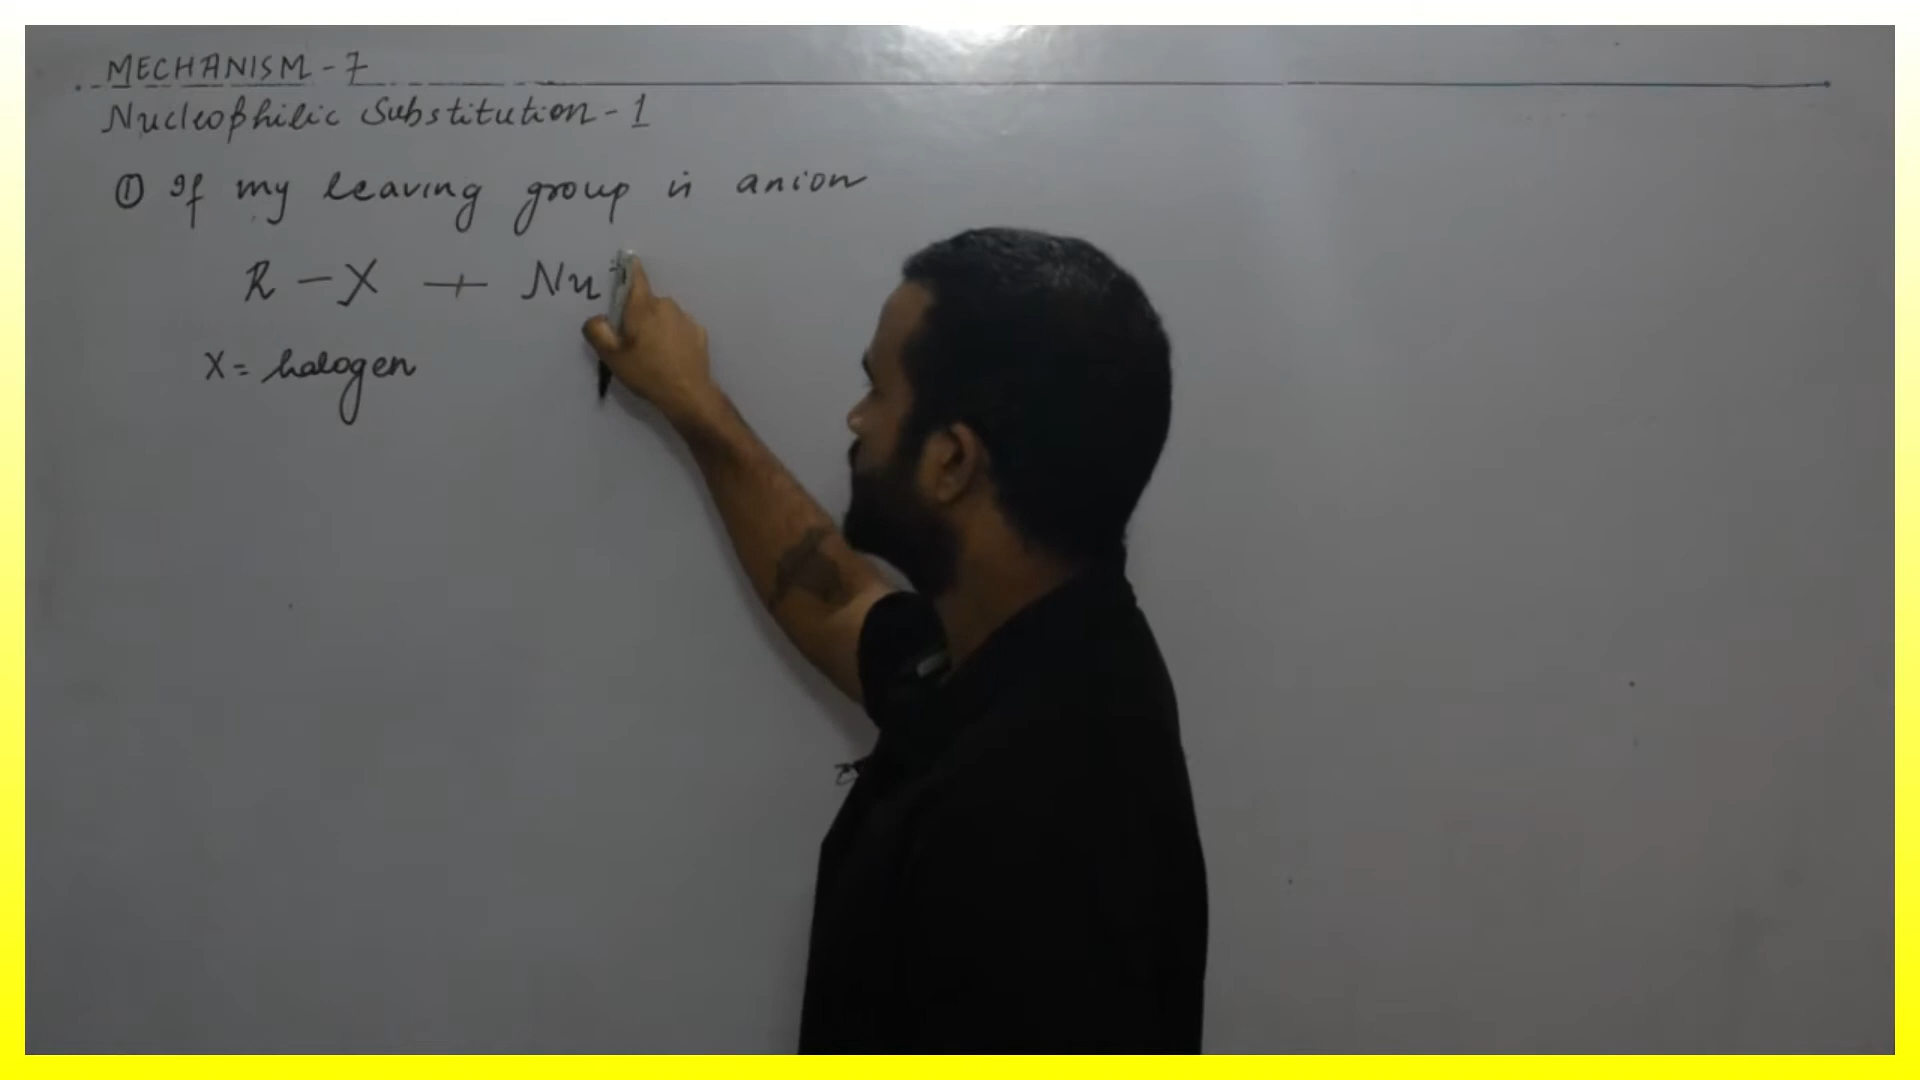 MECHANISM - 7
Nucleophilic Substitution - 1
① If my leaving group is anion
R - X + Nu
X = halogen